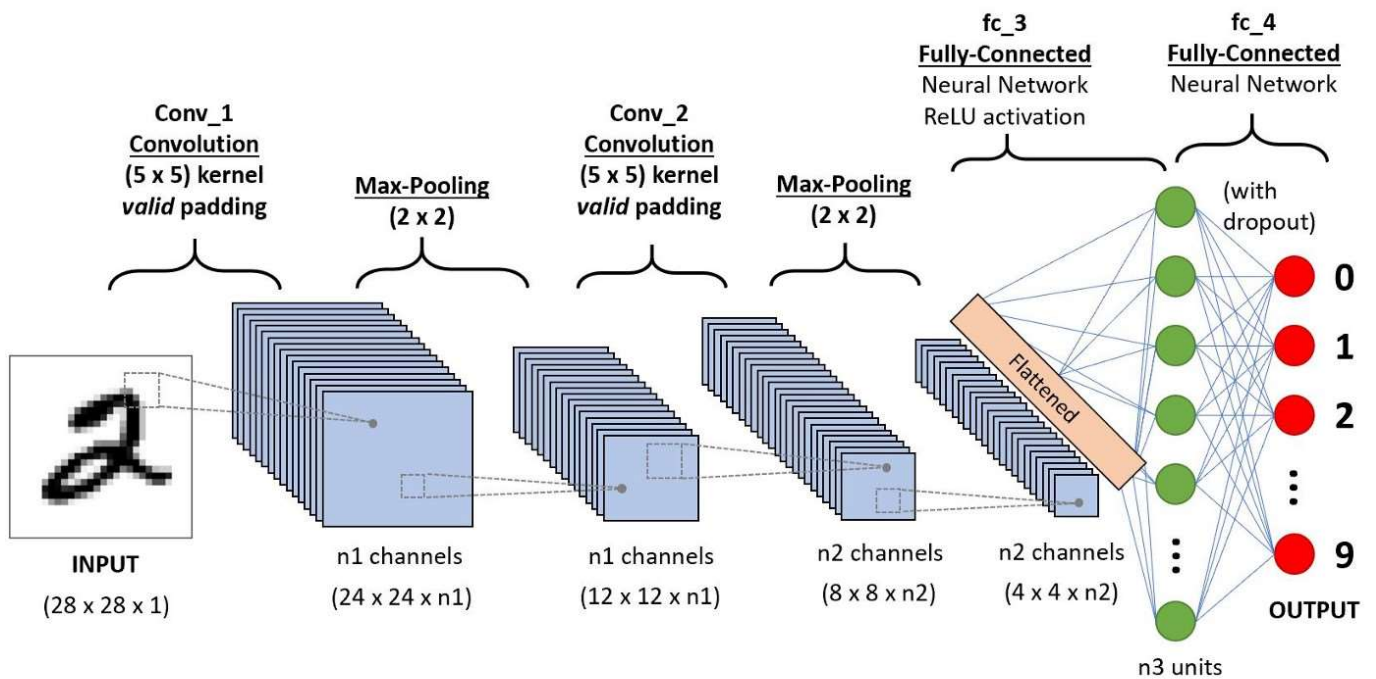 Conv_1
Convolution
(5 x 5) kernel
valid padding
Max-Pooling
(2 x 2)
Conv_2
Convolution
(5 x 5) kernel
valid padding
Max-Pooling
(2 x 2)
fc_3
Fully-Connected
Neural Network
ReLU activation
fc_4
Fully-Connected
Neural Network
(with
dropout)
Flattened
0
1
2
9
OUTPUT
INPUT
(28 x 28 x 1)
n1 channels
(24 x 24 x n1)
n1 channels
(12 x 12 x n1)
n2 channels
(8 x 8 x n2)
n2 channels
(4 x 4 x n2)
n3 units
2